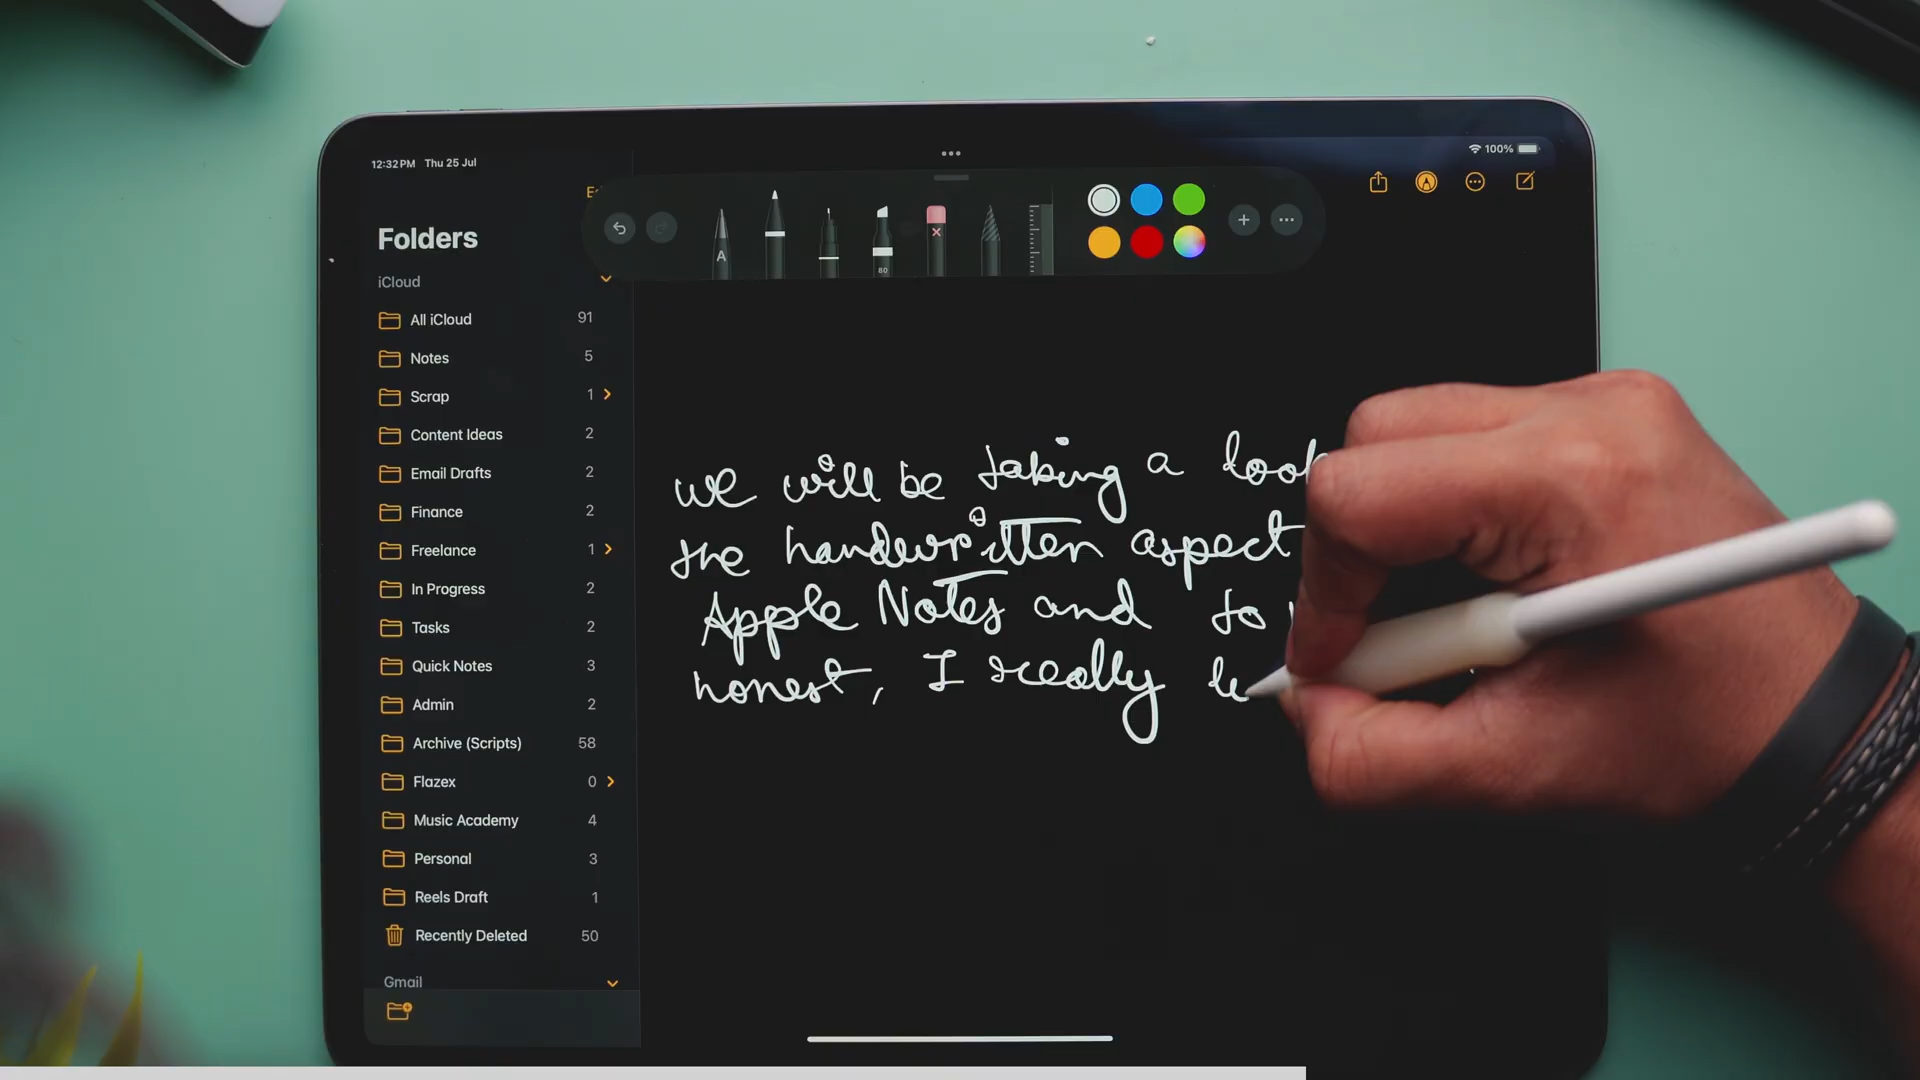 12:32 PM Thu 25 Jul
100%
Folders
iCloud
All iCloud 91
Notes 5
Scrap 1
Content Ideas 2
Email Drafts 2
Finance 2
Freelance 1
In Progress 2
Tasks 2
Quick Notes 3
Admin 2
Archive (Scripts) 58
Flazex 0
Music Academy 4
Personal 3
Reels Draft 1
Recently Deleted 50
Gmail
A
80
we will be taking a look
the handwritten aspect
Apple Notes and to
honest, I really